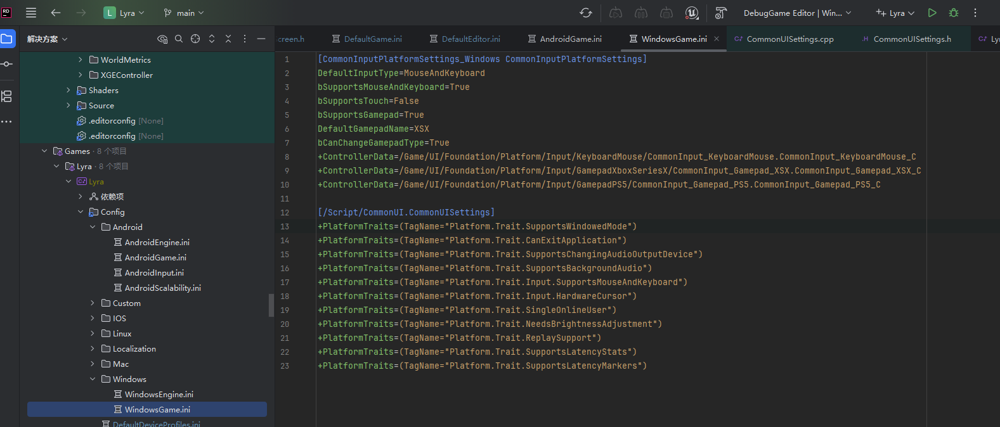 RD
L Lyra
main
DebugGame Editor | Win...
Lyra
解决方案
creen.h
DefaultGame.ini
DefaultEditor.ini
AndroidGame.ini
WindowsGame.ini
C+ CommonUISettings.cpp
.H CommonUISettings.h
C+ Ly
WorldMetrics
XGEController
Shaders
Source
.editorconfig [None]
.editorconfig [None]
Games · 8 个项目
Lyra · 8 个项目
C+ Lyra
依赖项
Config
Android
AndroidEngine.ini
AndroidGame.ini
AndroidInput.ini
AndroidScalability.ini
Custom
IOS
Linux
Localization
Mac
Windows
WindowsEngine.ini
WindowsGame.ini
DefaultDeviceProfiles.ini
1 [CommonInputPlatformSettings_Windows CommonInputPlatformSettings]
2 DefaultInputType=MouseAndKeyboard
3 bSupportsMouseAndKeyboard=True
4 bSupportsTouch=False
5 bSupportsGamepad=True
6 DefaultGamepadName=XSX
7 bCanChangeGamepadType=True
8 +ControllerData=/Game/UI/Foundation/Platform/Input/KeyboardMouse/CommonInput_KeyboardMouse.CommonInput_KeyboardMouse_C
9 +ControllerData=/Game/UI/Foundation/Platform/Input/GamepadXboxSeriesX/CommonInput_Gamepad_XSX.CommonInput_Gamepad_XSX_C
10 +ControllerData=/Game/UI/Foundation/Platform/Input/GamepadPS5/CommonInput_Gamepad_PS5.CommonInput_Gamepad_PS5_C
11
12 [/Script/CommonUI.CommonUISettings]
13 +PlatformTraits=(TagName="Platform.Trait.SupportsWindowedMode")
14 +PlatformTraits=(TagName="Platform.Trait.CanExitApplication")
15 +PlatformTraits=(TagName="Platform.Trait.SupportsChangingAudioOutputDevice")
16 +PlatformTraits=(TagName="Platform.Trait.SupportsBackgroundAudio")
17 +PlatformTraits=(TagName="Platform.Trait.Input.SupportsMouseAndKeyboard")
18 +PlatformTraits=(TagName="Platform.Trait.Input.HardwareCursor")
19 +PlatformTraits=(TagName="Platform.Trait.SingleOnlineUser")
20 +PlatformTraits=(TagName="Platform.Trait.NeedsBrightnessAdjustment")
21 +PlatformTraits=(TagName="Platform.Trait.ReplaySupport")
22 +PlatformTraits=(TagName="Platform.Trait.SupportsLatencyStats")
23 +PlatformTraits=(TagName="Platform.Trait.SupportsLatencyMarkers")